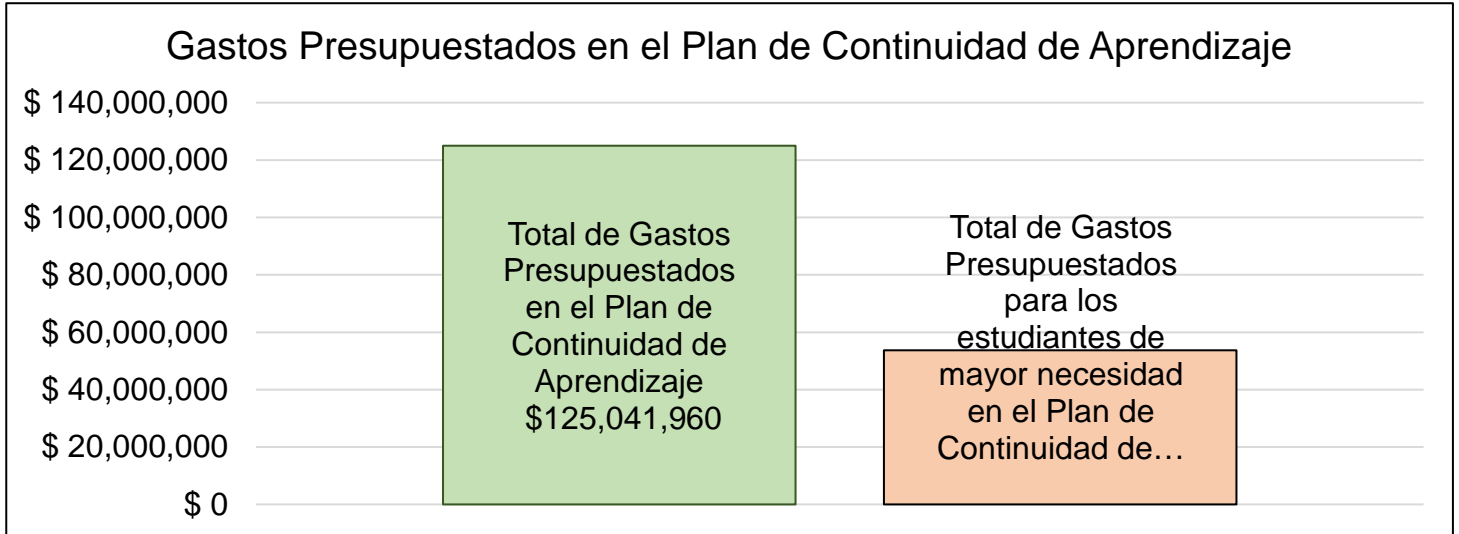 Gastos Presupuestados en el Plan de Continuidad de Aprendizaje
$ 140,000,000
$ 120,000,000
$ 100,000,000
$ 80,000,000
$ 60,000,000
$ 40,000,000
$ 20,000,000
$ 0
Total de Gastos
Presupuestados
en el Plan de
Continuidad de
Aprendizaje
$125,041,960
Total de Gastos
Presupuestados
para los
estudiantes de
mayor necesidad
en el Plan de
Continuidad de…